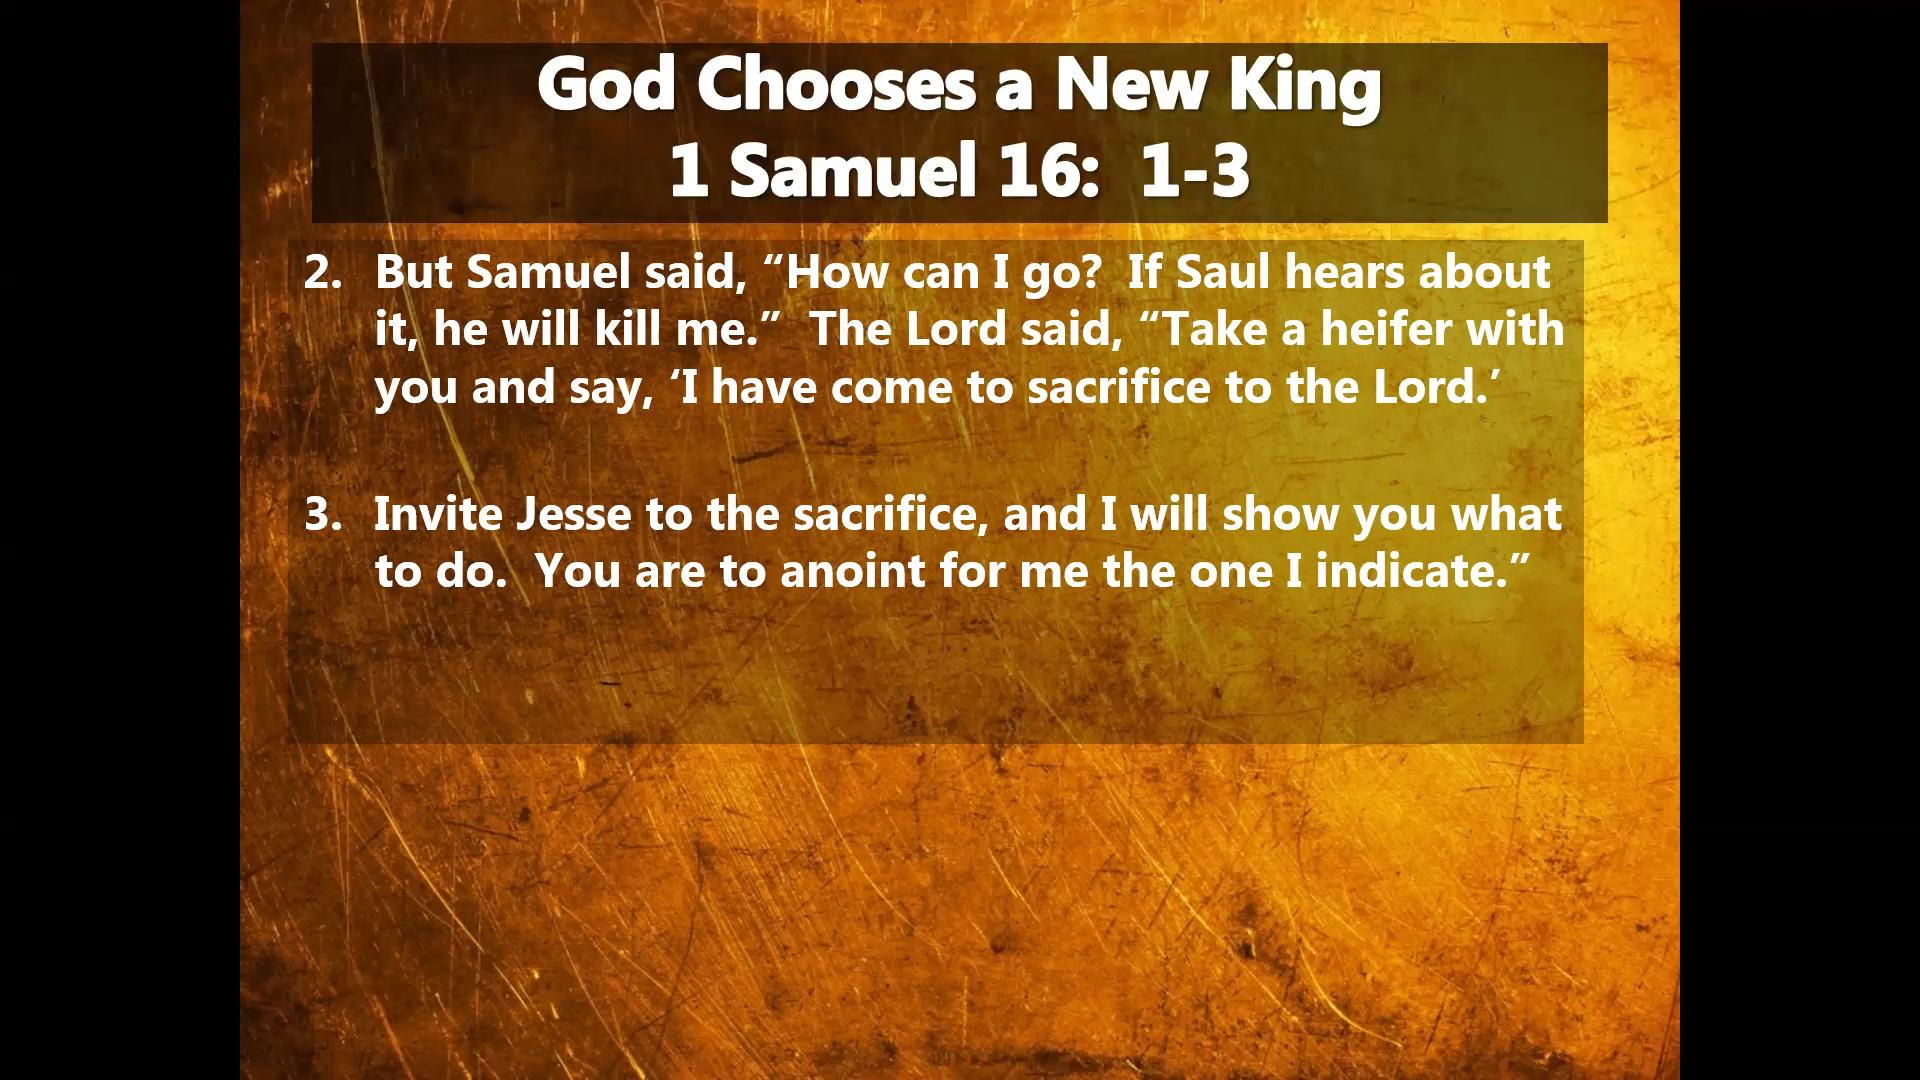 God Chooses a New King
1 Samuel 16:  1-3
2. But Samuel said, “How can I go?  If Saul hears about
it, he will kill me.”  The Lord said, “Take a heifer with
you and say, ‘I have come to sacrifice to the Lord.’
3. Invite Jesse to the sacrifice, and I will show you what
to do.  You are to anoint for me the one I indicate.”